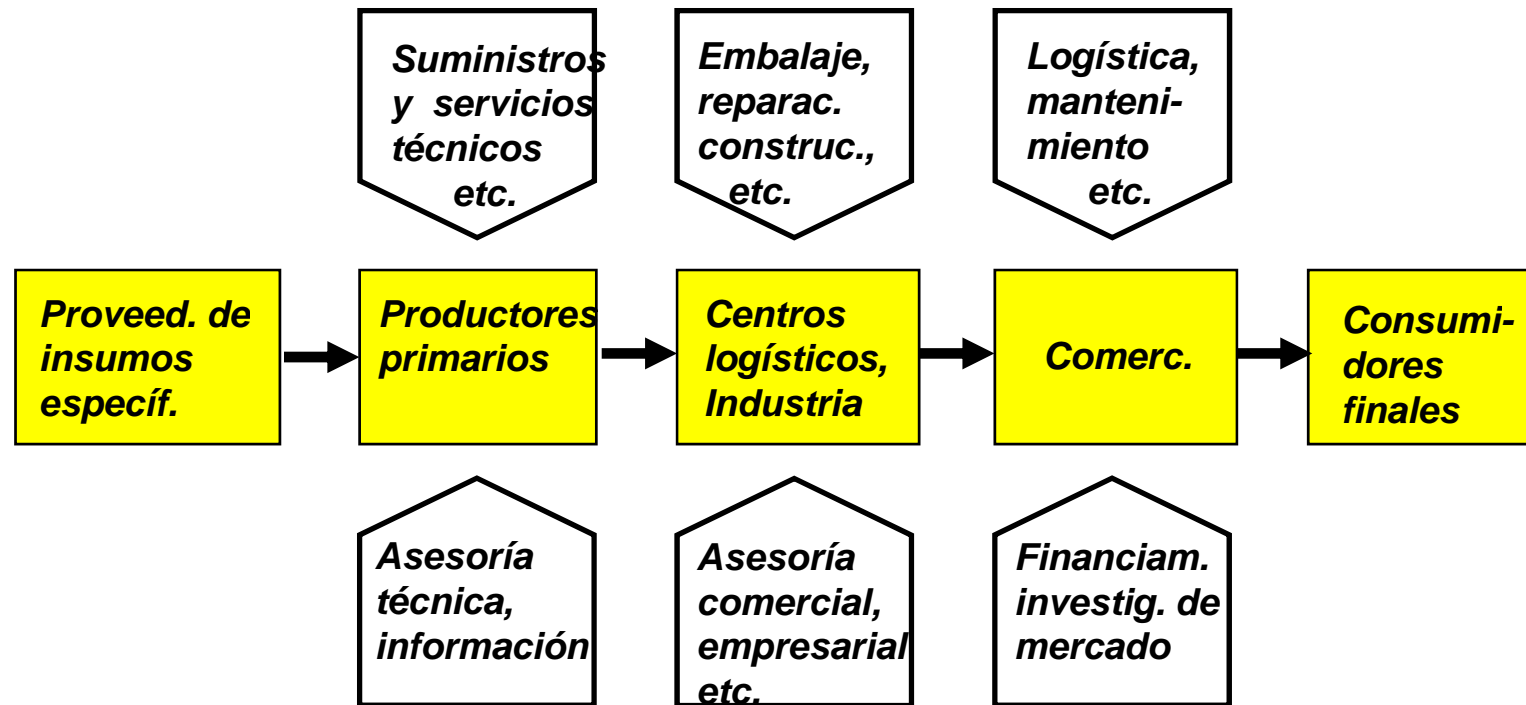 Suministros
y servicios
técnicos
etc.
Embalaje,
reparac.
construc.,
etc.
Logística,
manteni-
miento
etc.
Proveed. de
insumos
específ.
Productores
primarios
Centros
logísticos,
Industria
Comerc.
Consumi-
dores
finales
Asesoría
técnica,
información
Asesoría
comercial,
empresarial
etc.
Financiam.
investig. de
mercado